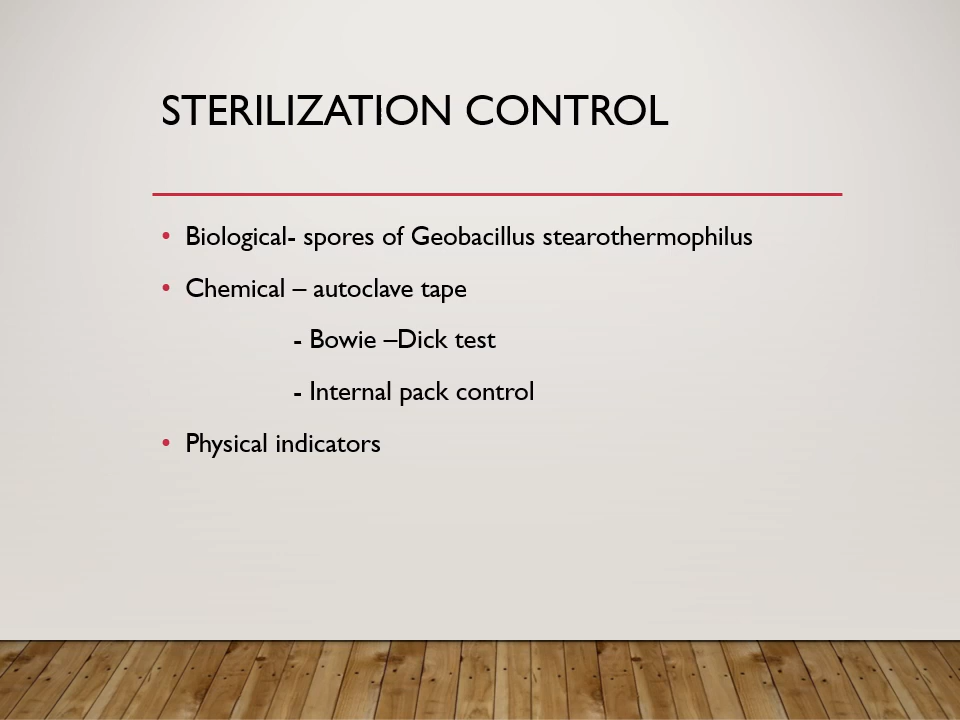 STERILIZATION CONTROL
• Biological- spores of Geobacillus stearothermophilus
• Chemical – autoclave tape
- Bowie –Dick test
- Internal pack control
• Physical indicators